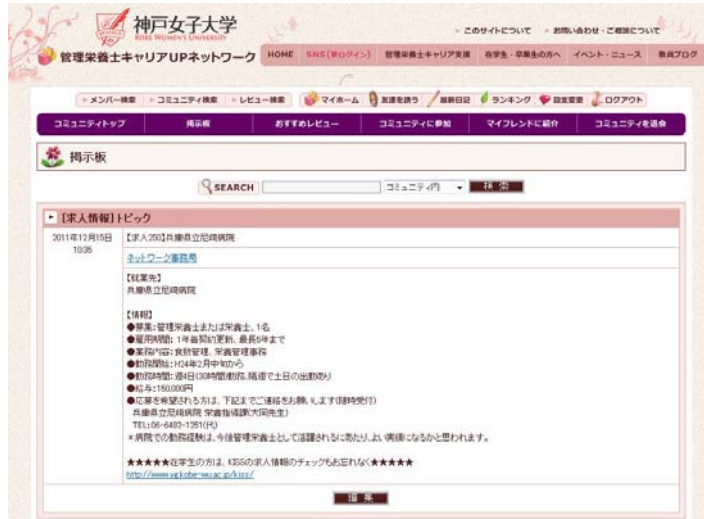 神戸女子大学
KOBE WOMEN'S UNIVERSITY
管理栄養士キャリアUPネットワーク
このサイトについて お問い合わせ・ご相談について
HOME SNS(要ログイン) 管理栄養士キャリア支援 在学生・卒業生の方へ イベント・ニュース 教員ブログ
メンバー検索 コミュニティ検索 レビュー検索 マイホーム 友達を誘う 最新日記 ランキング 設定変更 ログアウト
コミュニティトップ 掲示板 おすすめレビュー コミュニティに参加 マイフレンドに紹介 コミュニティを退会
掲示板
SEARCH コミュニティ内 検索
[求人情報]トピック
2011年12月15日
10:35
【求人250】兵庫県立尼崎病院
ネットワーク事務局
【就業先】
兵庫県立尼崎病院
【情報】
●募集:管理栄養士または栄養士、1名
●雇用期間:1年毎契約更新、最長5年まで
●業務内容:食数管理、栄養管理事務
●勤務開始:H24年2月中旬から
●勤務時間:週4日(30時間)勤務、隔週で土日の出勤あり
●給与:150,000円
●応募を希望される方は、下記までご連絡をお願いします(随時受付)
兵庫県立尼崎病院 栄養指導課(大同先生)
TEL:06-6482-1261(代)
*病院での勤務経験は、今後管理栄養士として活躍されるにあたり、よい実績になるかと思われます。
★★★★★在学生の方は、KISSの求人情報のチェックもお忘れなく★★★★★
http://www.yg.kobe-wu.ac.jp/kiss/
編集